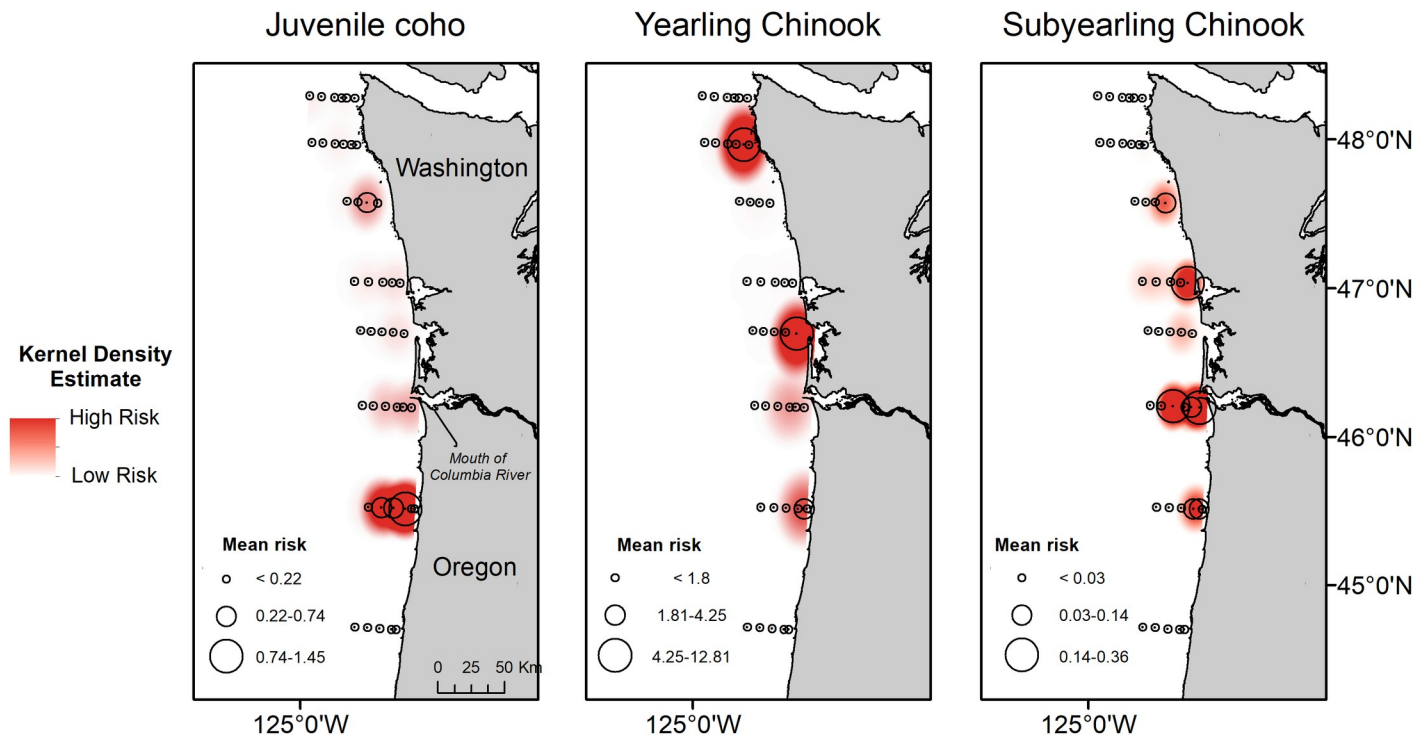 Juvenile coho
Yearling Chinook
Subyearling Chinook
Washington
48°0'N
47°0'N
46°0'N
45°0'N
Kernel Density
Estimate
High Risk
Low Risk
Mouth of
Columbia River
Oregon
Mean risk
< 0.22
0.22-0.74
0.74-1.45
0 25 50 Km
Mean risk
< 1.8
1.81-4.25
4.25-12.81
Mean risk
< 0.03
0.03-0.14
0.14-0.36
125°0'W
125°0'W
125°0'W